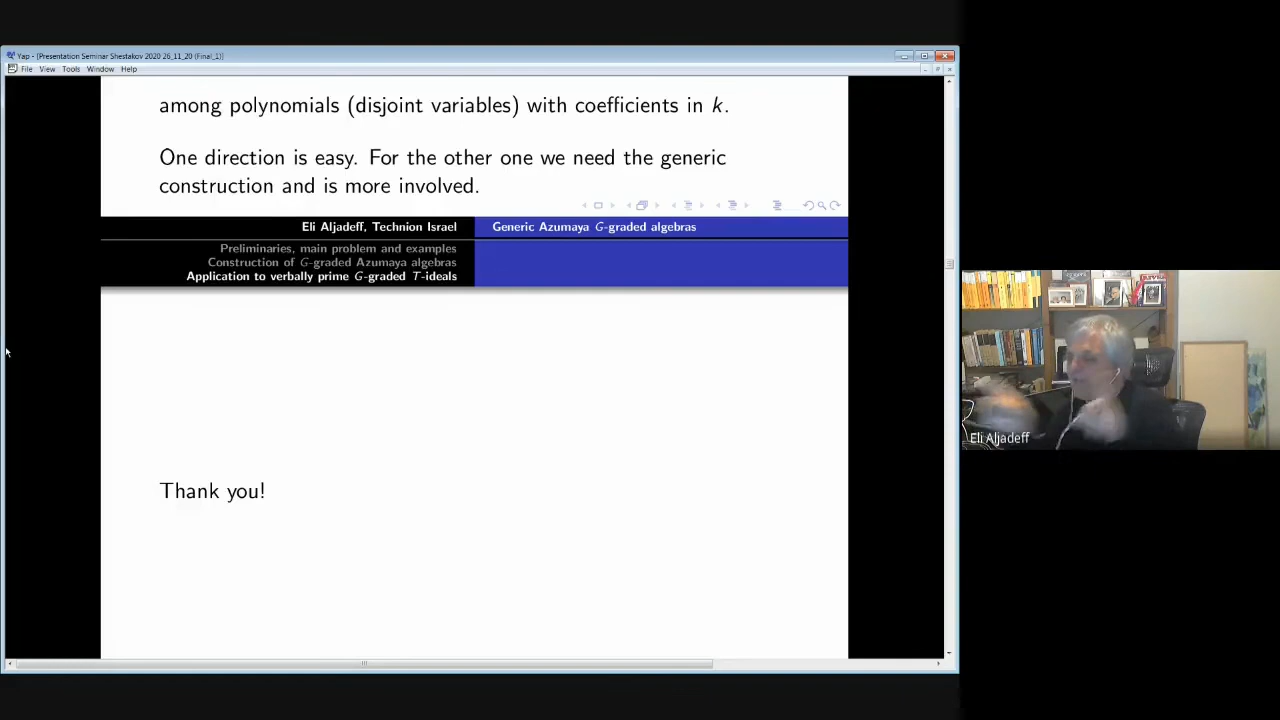 Yap - [Presentation Seminar Shestakov 2020 26_11_20 (Final_1)]
File View Tools Window Help
among polynomials (disjoint variables) with coefficients in k.
One direction is easy. For the other one we need the generic
construction and is more involved.
Eli Aljadeff, Technion Israel
Generic Azumaya G-graded algebras
Preliminaries, main problem and examples
Construction of G-graded Azumaya algebras
Application to verbally prime G-graded T-ideals
Thank you!
Eli Aljadeff